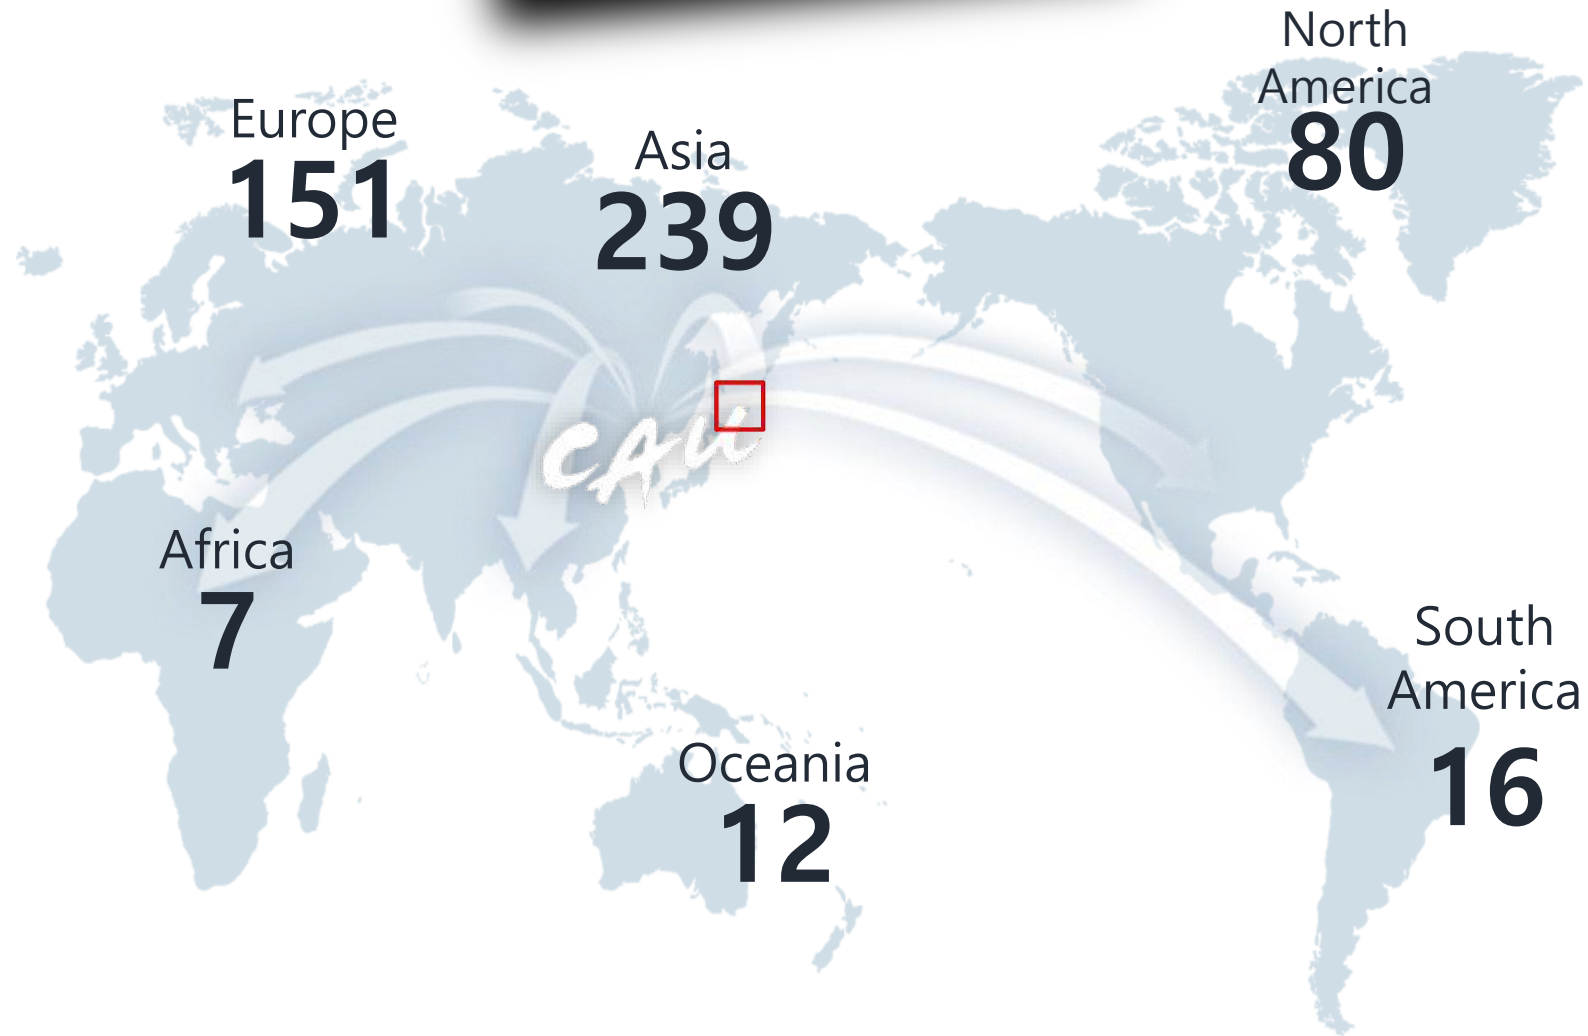 North
America
80
Europe
151
Asia
239
CAU
Africa
7
South
America
16
Oceania
12